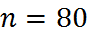 n = 80